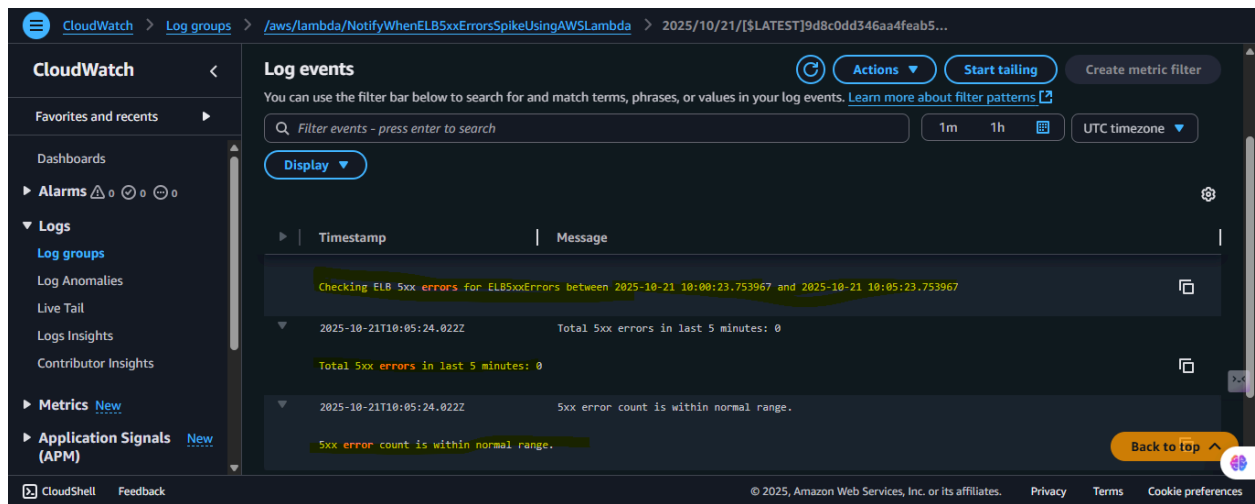 CloudWatch > Log groups > /aws/lambda/NotifyWhenELB5xxErrorsSpikeUsingAWSLambda > 2025/10/21/[$LATEST]9d8c0dd346aa4feab5...
CloudWatch
Favorites and recents
Dashboards
Alarms 0 0 0
Logs
Log groups
Log Anomalies
Live Tail
Logs Insights
Contributor Insights
Metrics New
Application Signals New
(APM)
Log events
Actions
Start tailing
Create metric filter
You can use the filter bar below to search for and match terms, phrases, or values in your log events. Learn more about filter patterns
Filter events - press enter to search
1m 1h
UTC timezone
Display
Timestamp Message
Checking ELB 5xx errors for ELB5xxErrors between 2025-10-21 10:00:23.753967 and 2025-10-21 10:05:23.753967
2025-10-21T10:05:24.022Z Total 5xx errors in last 5 minutes: 0
Total 5xx errors in last 5 minutes: 0
2025-10-21T10:05:24.022Z 5xx error count is within normal range.
5xx error count is within normal range.
Back to top
CloudShell Feedback © 2025, Amazon Web Services, Inc. or its affiliates. Privacy Terms Cookie preferences